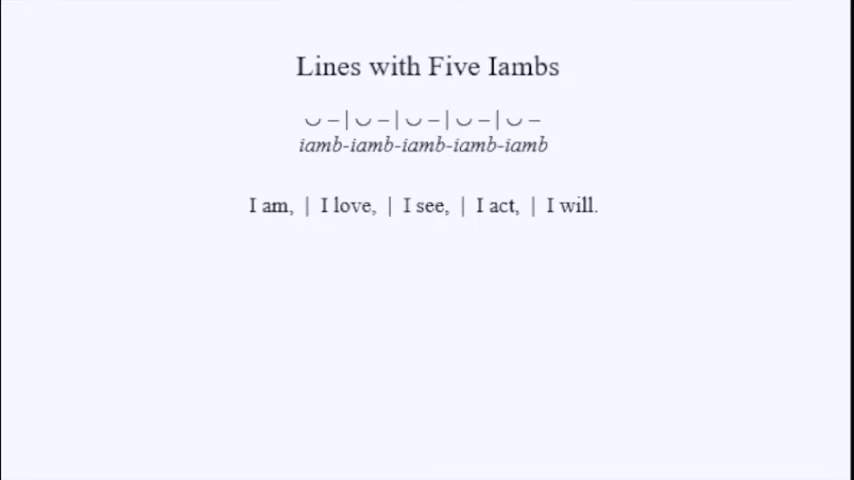 Lines with Five Iambs
◡ – | ◡ – | ◡ – | ◡ – | ◡ –
iamb-iamb-iamb-iamb-iamb
I am, | I love, | I see, | I act, | I will.